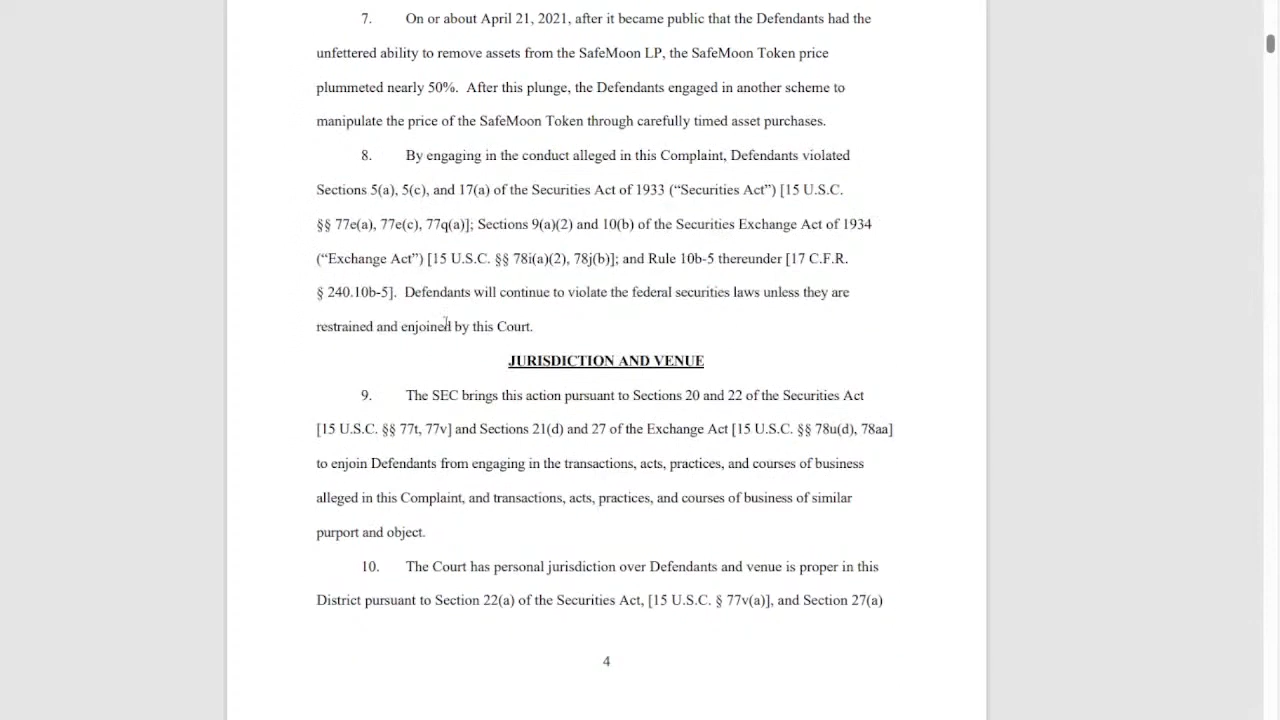 7. On or about April 21, 2021, after it became public that the Defendants had the
unfettered ability to remove assets from the SafeMoon LP, the SafeMoon Token price
plummeted nearly 50%. After this plunge, the Defendants engaged in another scheme to
manipulate the price of the SafeMoon Token through carefully timed asset purchases.
8. By engaging in the conduct alleged in this Complaint, Defendants violated
Sections 5(a), 5(c), and 17(a) of the Securities Act of 1933 (“Securities Act”) [15 U.S.C.
§§ 77e(a), 77e(c), 77q(a)]; Sections 9(a)(2) and 10(b) of the Securities Exchange Act of 1934
(“Exchange Act”) [15 U.S.C. §§ 78i(a)(2), 78j(b)]; and Rule 10b-5 thereunder [17 C.F.R.
§ 240.10b-5]. Defendants will continue to violate the federal securities laws unless they are
restrained and enjoined by this Court.
JURISDICTION AND VENUE
9. The SEC brings this action pursuant to Sections 20 and 22 of the Securities Act
[15 U.S.C. §§ 77t, 77v] and Sections 21(d) and 27 of the Exchange Act [15 U.S.C. §§ 78u(d), 78aa]
to enjoin Defendants from engaging in the transactions, acts, practices, and courses of business
alleged in this Complaint, and transactions, acts, practices, and courses of business of similar
purport and object.
10. The Court has personal jurisdiction over Defendants and venue is proper in this
District pursuant to Section 22(a) of the Securities Act, [15 U.S.C. § 77v(a)], and Section 27(a)
4